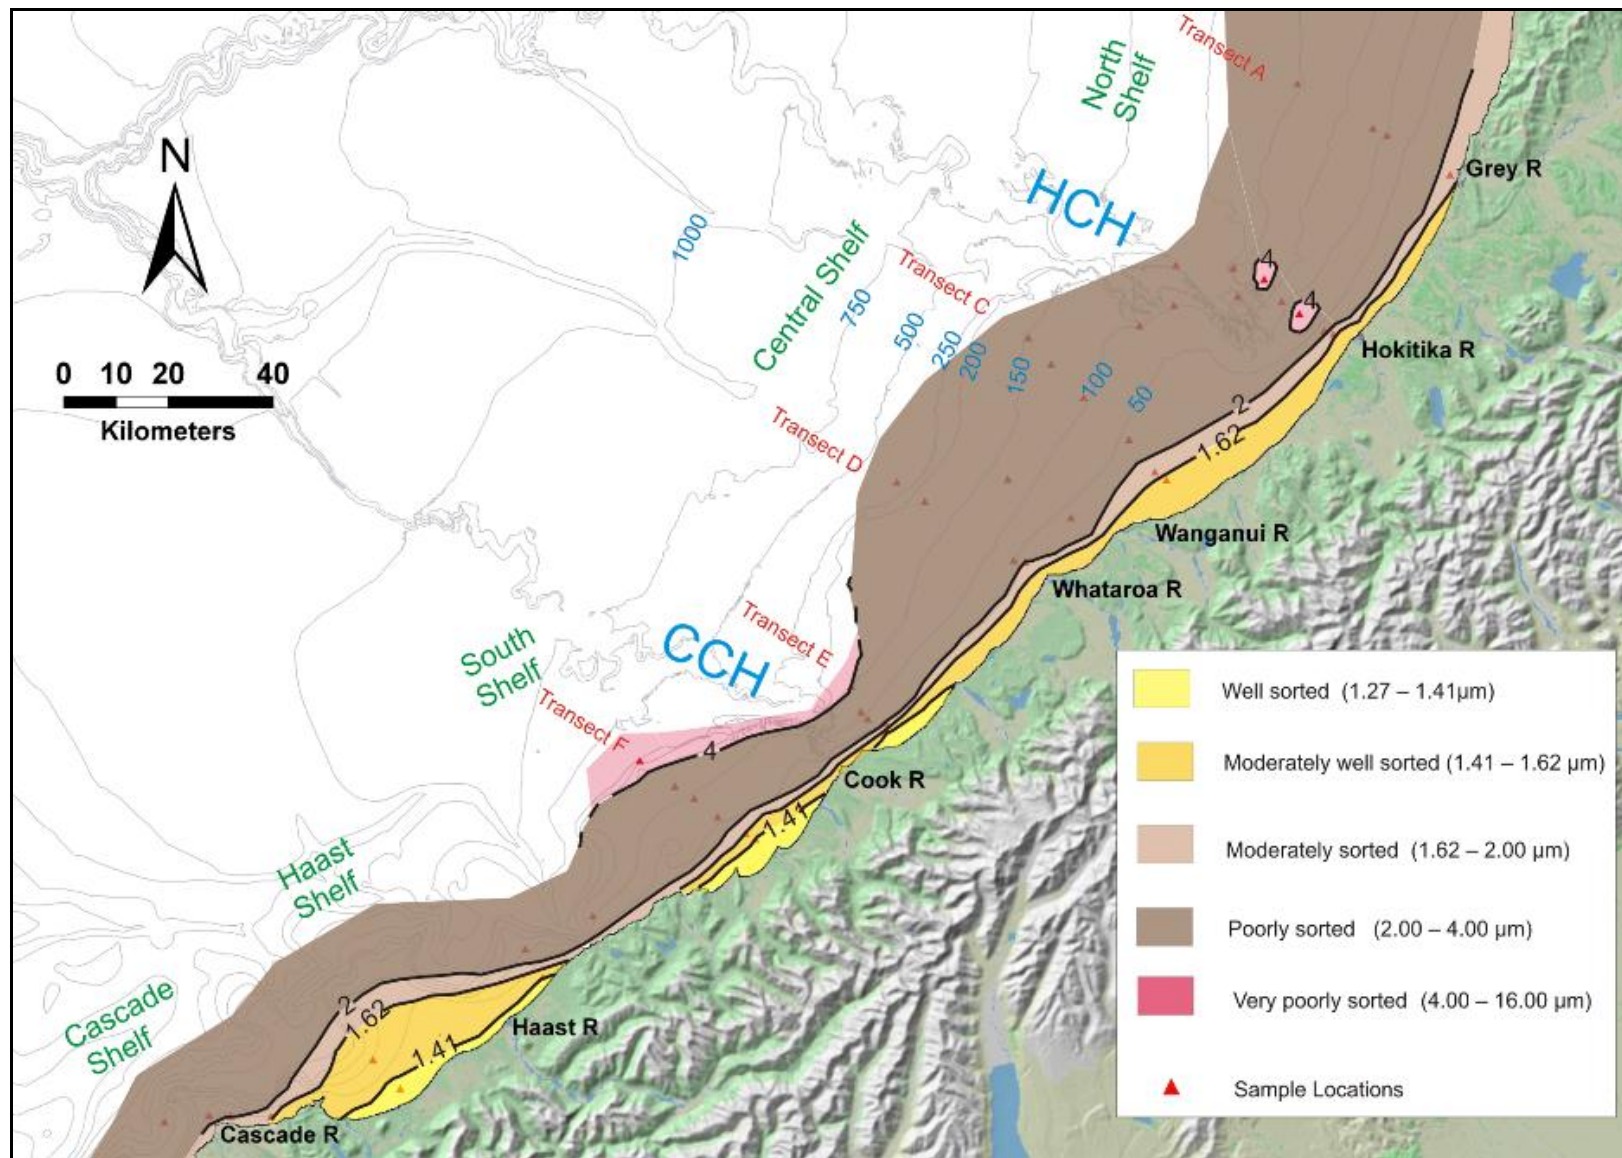 Transect A
North
Shelf
N
Grey R
HCH
1000
Central Shelf
Transect C
4
4
750
500
250
200
150
100
50
Hokitika R
0 10 20 40
Kilometers
2
1.62
Transect D
Wanganui R
Whataroa R
South
Shelf
CCH
Transect E
Transect F
4
Cook R
1.41
Haast
Shelf
2
1.62
1.41
Haast R
Cascade
Shelf
Cascade R
Well sorted (1.27 – 1.41µm)
Moderately well sorted (1.41 – 1.62 µm)
Moderately sorted (1.62 – 2.00 µm)
Poorly sorted (2.00 – 4.00 µm)
Very poorly sorted (4.00 – 16.00 µm)
Sample Locations